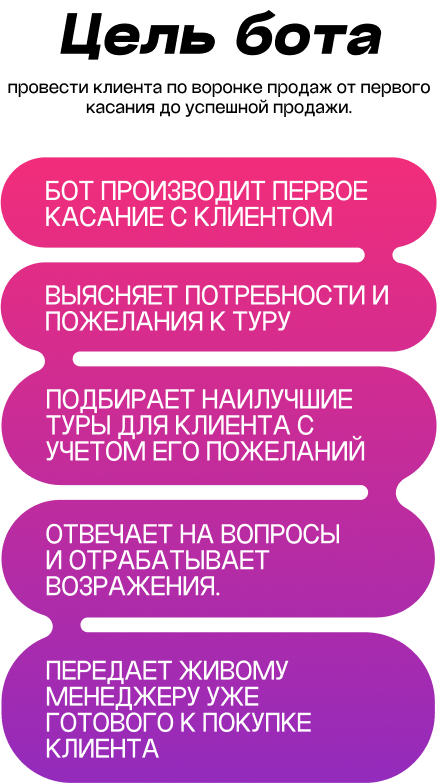 Цель бота
провести клиента по воронке продаж от первого
касания до успешной продажи.
БОТ ПРОИЗВОДИТ ПЕРВОЕ
КАСАНИЕ С КЛИЕНТОМ
ВЫЯСНЯЕТ ПОТРЕБНОСТИ И
ПОЖЕЛАНИЯ К ТУРУ
ПОДБИРАЕТ НАИЛУЧШИЕ
ТУРЫ ДЛЯ КЛИЕНТА С
УЧЕТОМ ЕГО ПОЖЕЛАНИЙ
ОТВЕЧАЕТ НА ВОПРОСЫ
И ОТРАБАТЫВАЕТ
ВОЗРАЖЕНИЯ.
ПЕРЕДАЕТ ЖИВОМУ
МЕНЕДЖЕРУ УЖЕ
ГОТОВОГО К ПОКУПКЕ
КЛИЕНТА